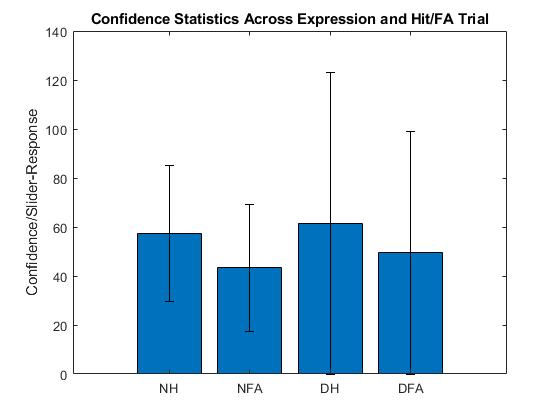 Confidence Statistics Across Expression and Hit/FA Trial
140
120
100
80
60
40
20
0
Confidence/Slider-Response
NH NFA DH DFA